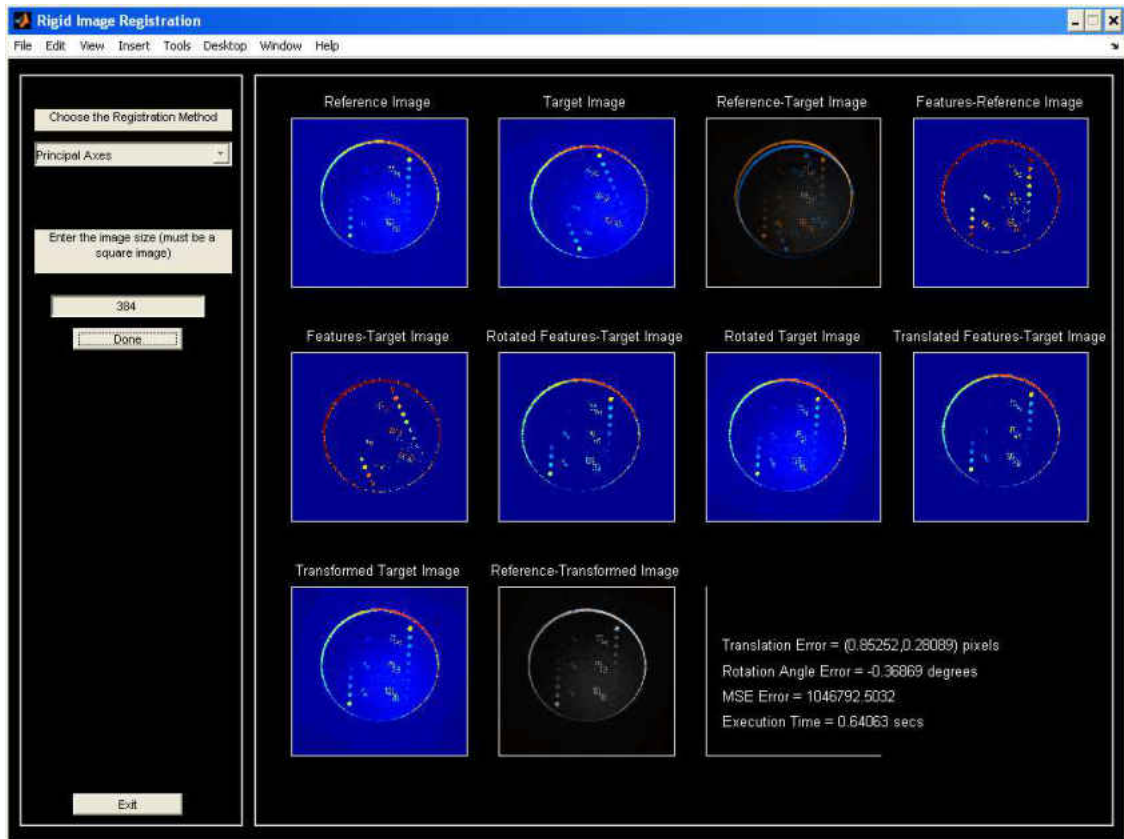 Rigid Image Registration
File Edit View Insert Tools Desktop Window Help
Choose the Registration Method
Principal Axes
Enter the image size (must be a
square image)
384
Done
Exit
Reference Image
Target Image
Reference-Target Image
Features-Reference Image
Features-Target Image
Rotated Features-Target Image
Rotated Target Image
Translated Features-Target Image
Transformed Target Image
Reference-Transformed Image
Translation Error = (0.85252,0.28089) pixels
Rotation Angle Error = -0.36869 degrees
MSE Error = 1046792.5032
Execution Time = 0.64063 secs